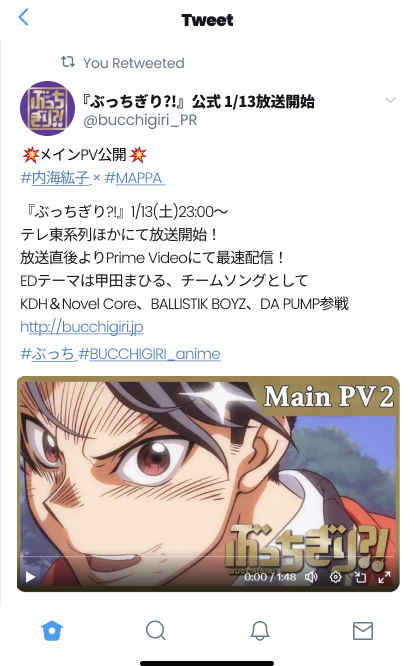 Tweet
You Retweeted
ぶっちぎり?!
『ぶっちぎり?!』公式 1/13放送開始
@bucchigiri_PR
💥メインPV公開💥
#内海紘子 × #MAPPA
『ぶっちぎり?!』1/13(土)23:00～
テレ東系列ほかにて放送開始！
放送直後よりPrime Videoにて最速配信！
EDテーマは甲田まひる、チームソングとして
KDH＆Novel Core、BALLISTIK BOYZ、DA PUMP参戦
http://bucchigiri.jp
#ぶっち #BUCCHIGIRI_anime
Main PV 2
ぶっちぎり?!
BUCCHIGIRI
0:00 / 1:48